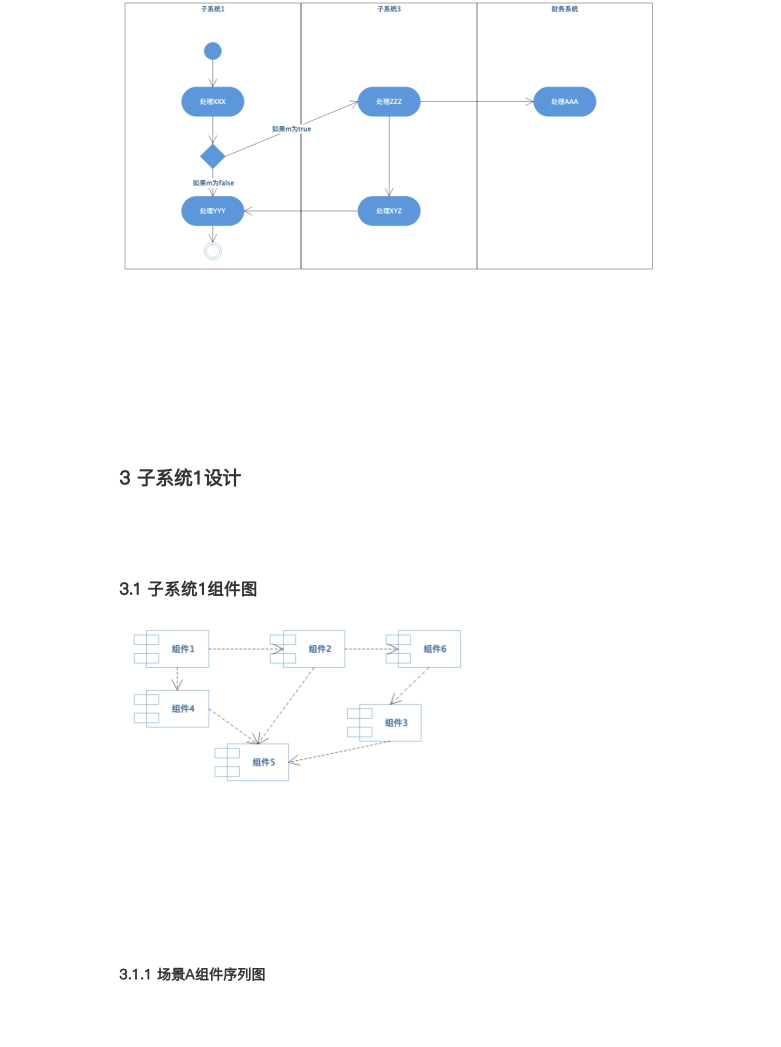 子系统1
子系统3
财务系统
处理XXX
处理ZZZ
处理AAA
如果m为true
如果m为false
处理YYY
处理XYZ
3 子系统1设计
3.1 子系统1组件图
组件1
组件2
组件6
组件4
组件3
组件5
3.1.1 场景A组件序列图